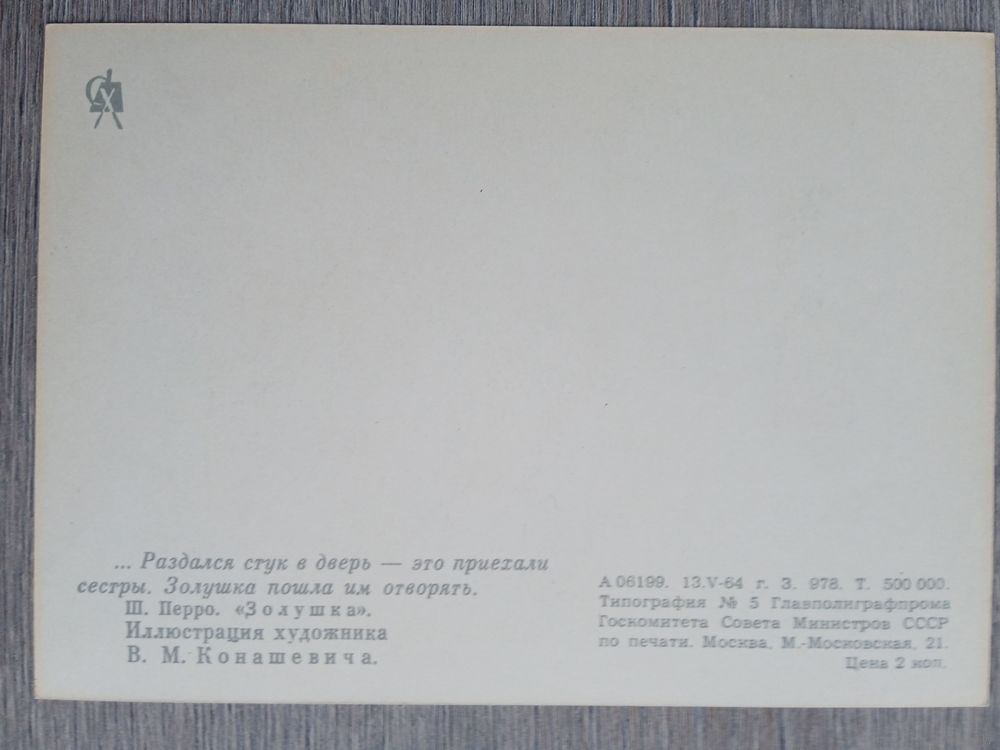 ... Раздался стук в дверь — это приехали
сестры. Золушка пошла им отворять.
Ш. Перро. «Золушка».
Иллюстрация художника
В. М. Конашевича.
А 06199. 13.V-64 г. З. 978. Т. 500 000.
Типография № 5 Главполиграфпрома
Госкомитета Совета Министров СССР
по печати. Москва, М.-Московская, 21.
Цена 2 коп.